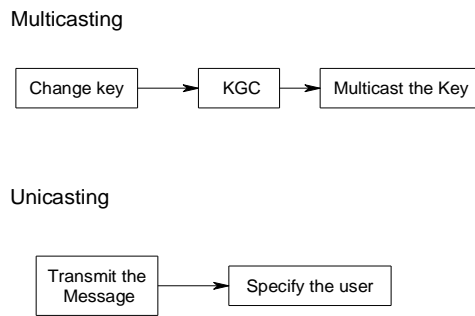 Multicasting
Change key
KGC
Multicast the Key
Unicasting
Transmit the
Message
Specify the user